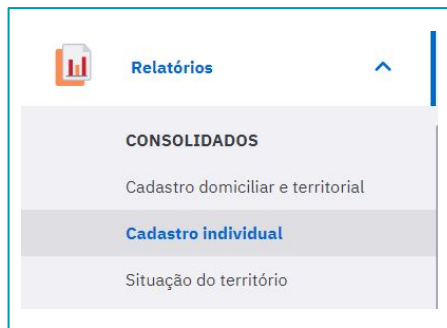 Relatórios
CONSOLIDADOS
Cadastro domiciliar e territorial
Cadastro individual
Situação do território